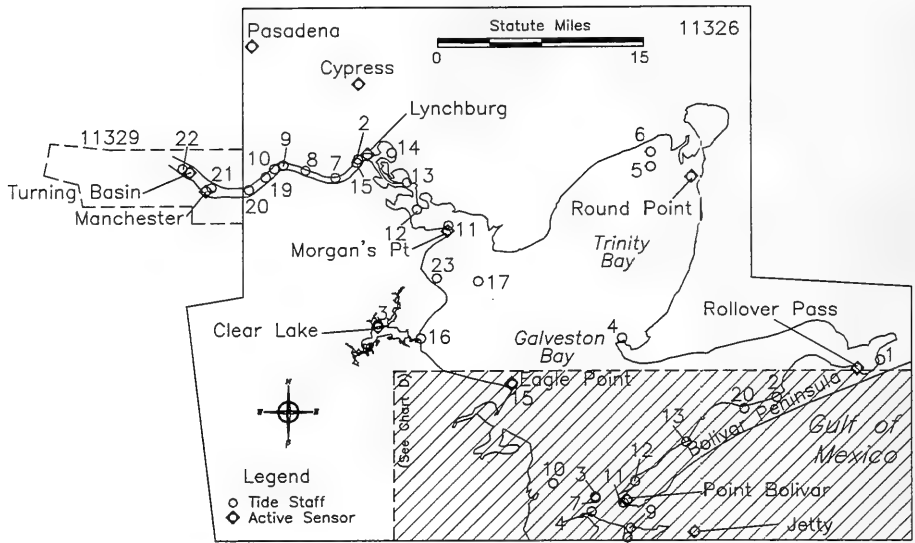 Statute Miles
0
15
11326
Pasadena
Cypress
Lynchburg
11329
22
21
Turning Basin
Manchester
20
19
10
9
8
7
2
15
14
13
12
11
Morgan's Pt
6
5
Round Point
Trinity
Bay
23
17
3
Clear Lake
16
Galveston
Bay
4
Rollover Pass
1
(See Chart D)
15
Eagle Point
20
2
Bolivar Peninsula
13
Gulf of
Mexico
10
3
7
4
11
12
Point Bolivar
9
Jetty
Legend
Tide Staff
Active Sensor